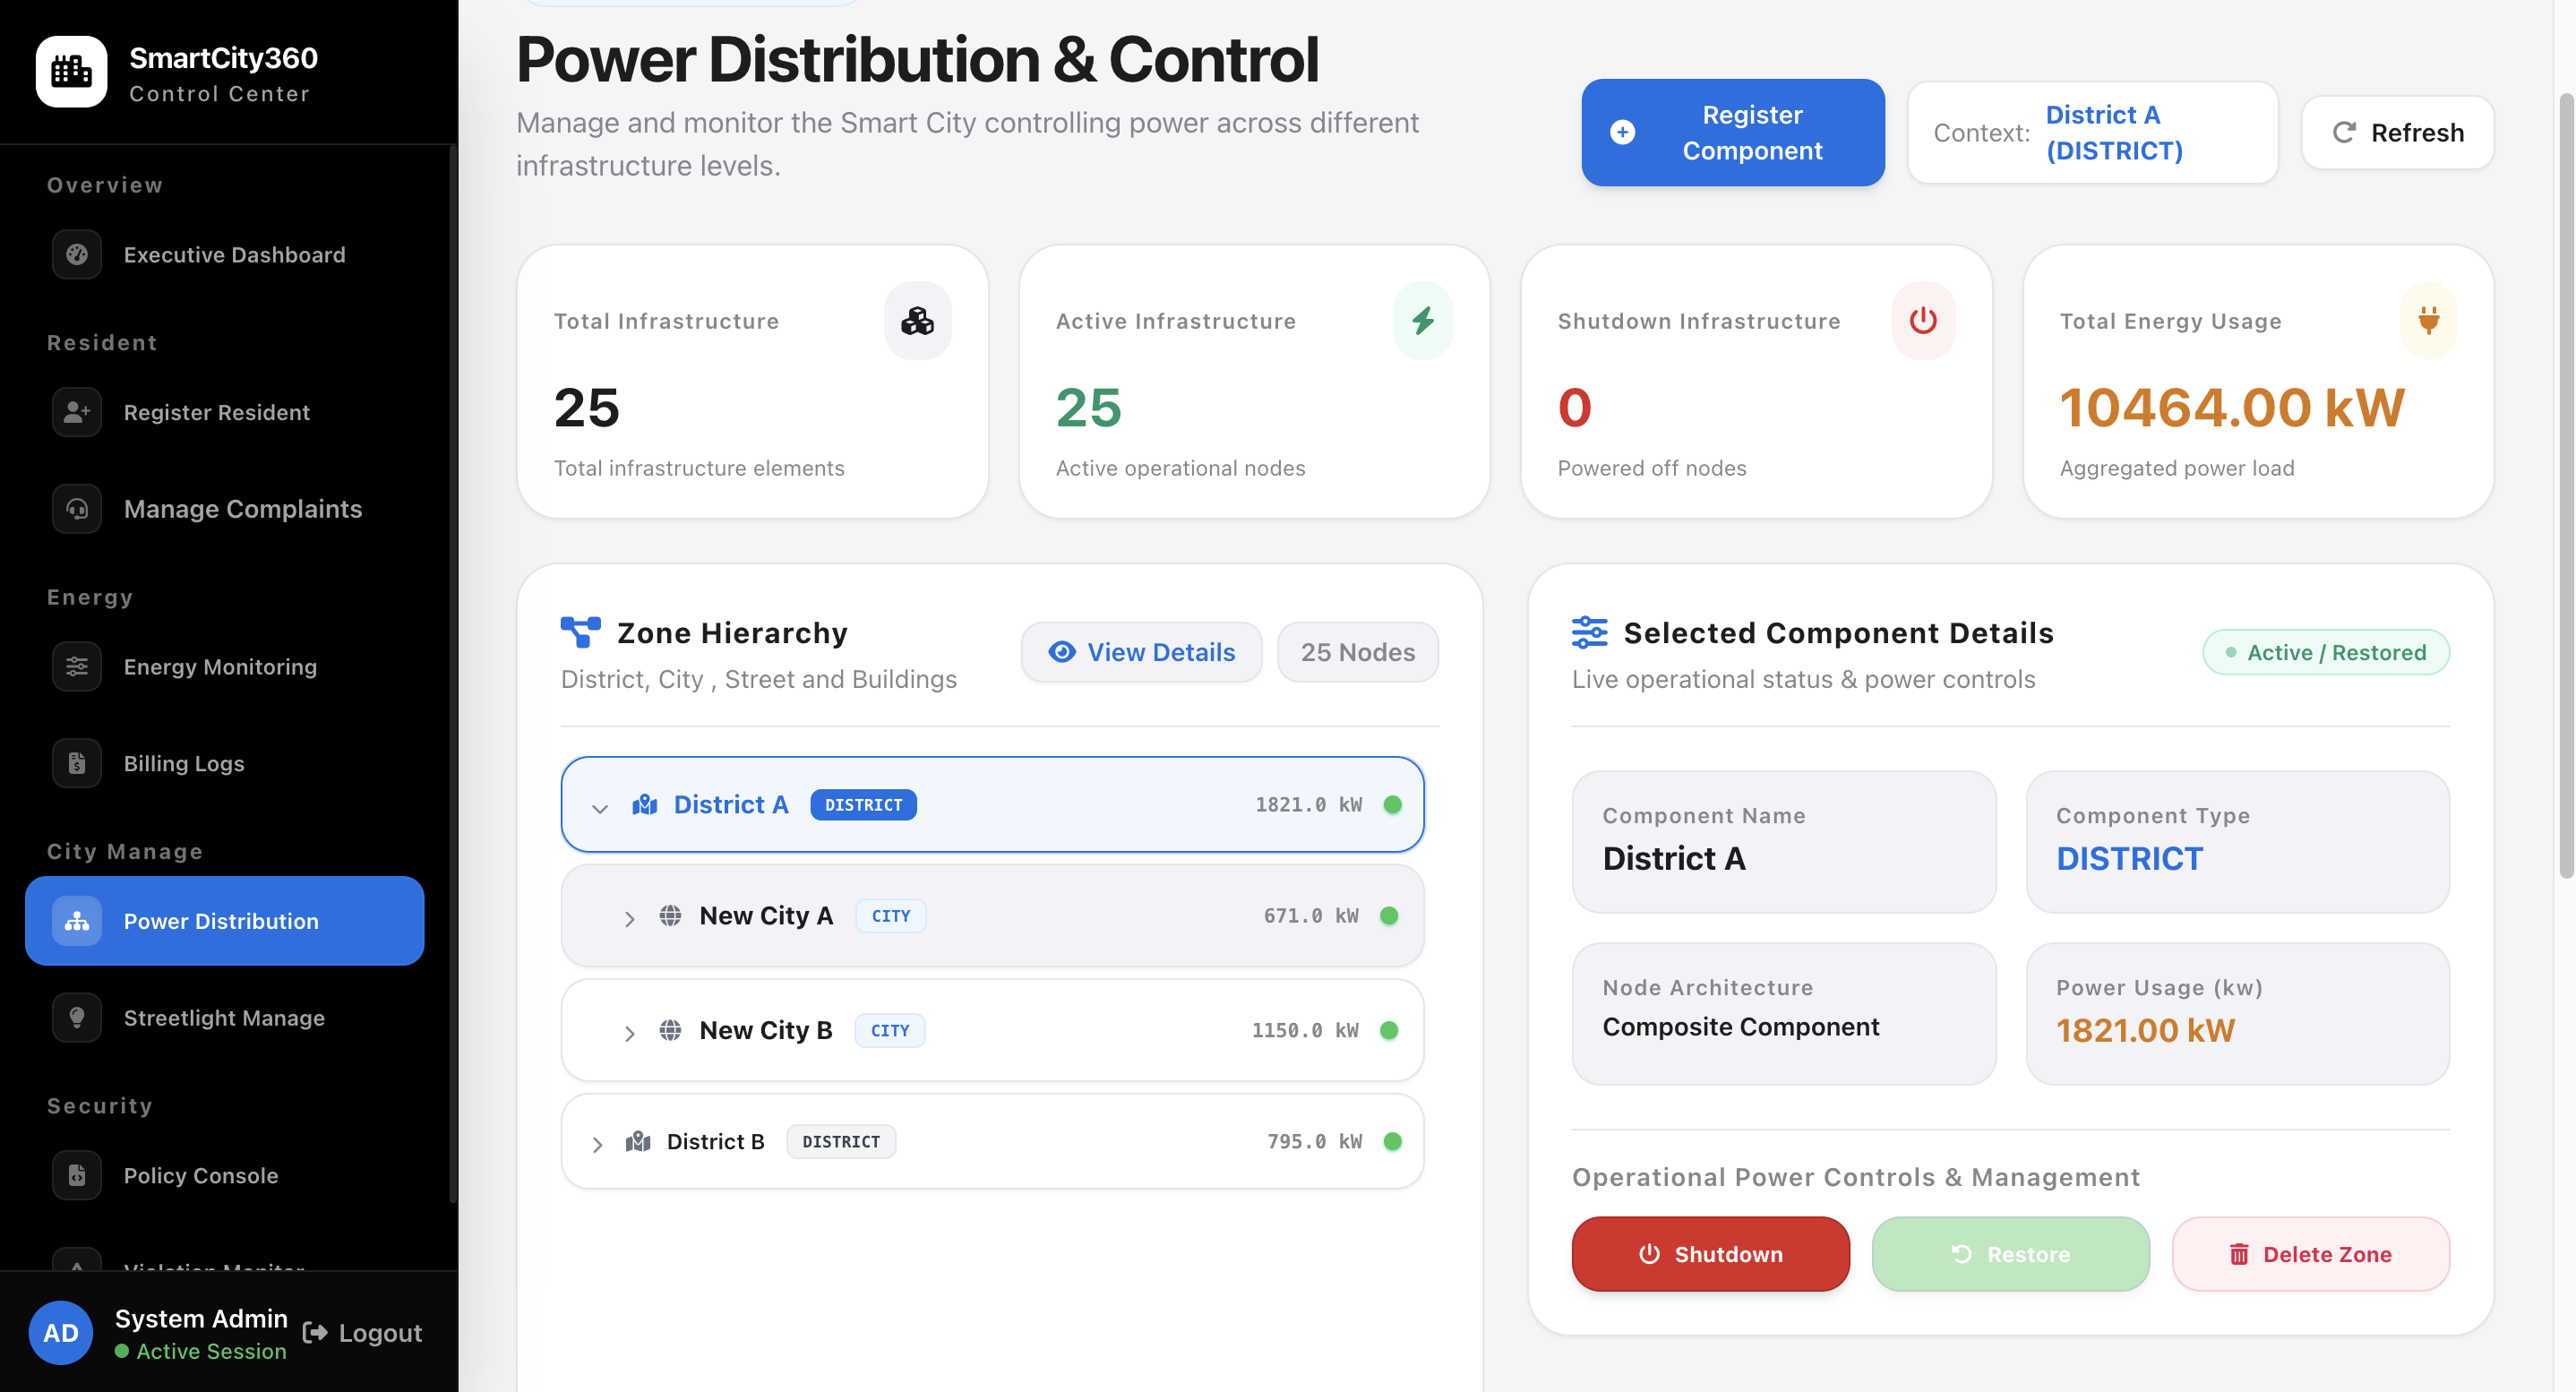 SmartCity360
Control Center
Overview
Executive Dashboard
Resident
Register Resident
Manage Complaints
Energy
Energy Monitoring
Billing Logs
City Manage
Power Distribution
Streetlight Manage
Security
Policy Console
Violation Monitor
AD
System Admin
Active Session
Logout
Power Distribution & Control
Manage and monitor the Smart City controlling power across different
infrastructure levels.
Register
Component
Context:
District A
(DISTRICT)
Refresh
Total Infrastructure
25
Total infrastructure elements
Active Infrastructure
25
Active operational nodes
Shutdown Infrastructure
0
Powered off nodes
Total Energy Usage
10464.00 kW
Aggregated power load
Zone Hierarchy
District, City , Street and Buildings
View Details
25 Nodes
District A DISTRICT 1821.0 kW
New City A CITY 671.0 kW
New City B CITY 1150.0 kW
District B DISTRICT 795.0 kW
Selected Component Details
Live operational status & power controls
Active / Restored
Component Name
District A
Component Type
DISTRICT
Node Architecture
Composite Component
Power Usage (kw)
1821.00 kW
Operational Power Controls & Management
Shutdown
Restore
Delete Zone